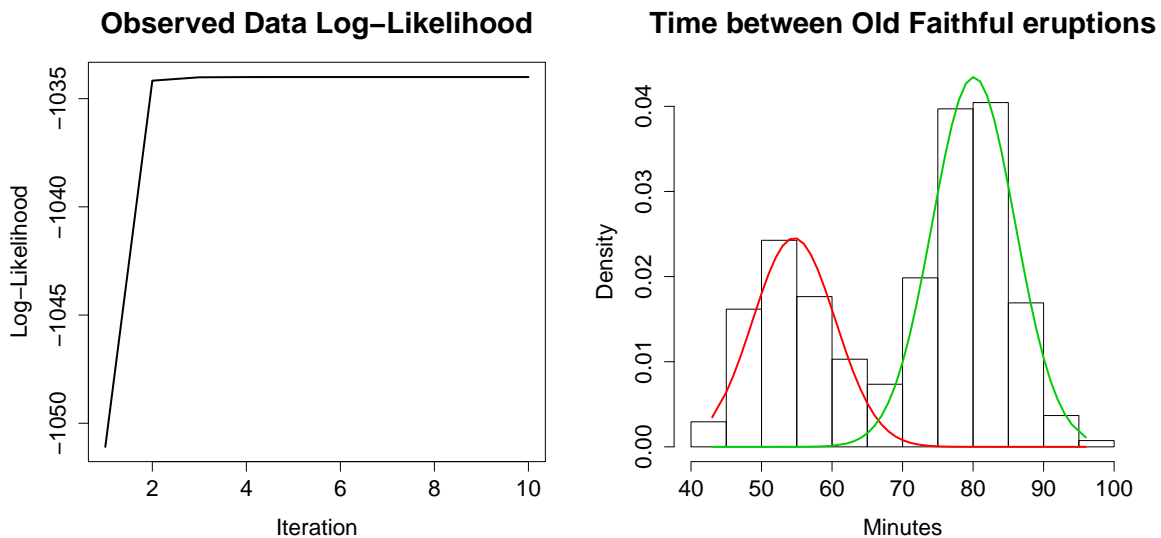 Observed Data Log−Likelihood
−1035
−1040
−1045
−1050
Log−Likelihood
2 4 6 8 10
Iteration
Time between Old Faithful eruptions
0.04
0.03
0.02
0.01
0.00
Density
40 50 60 70 80 90 100
Minutes